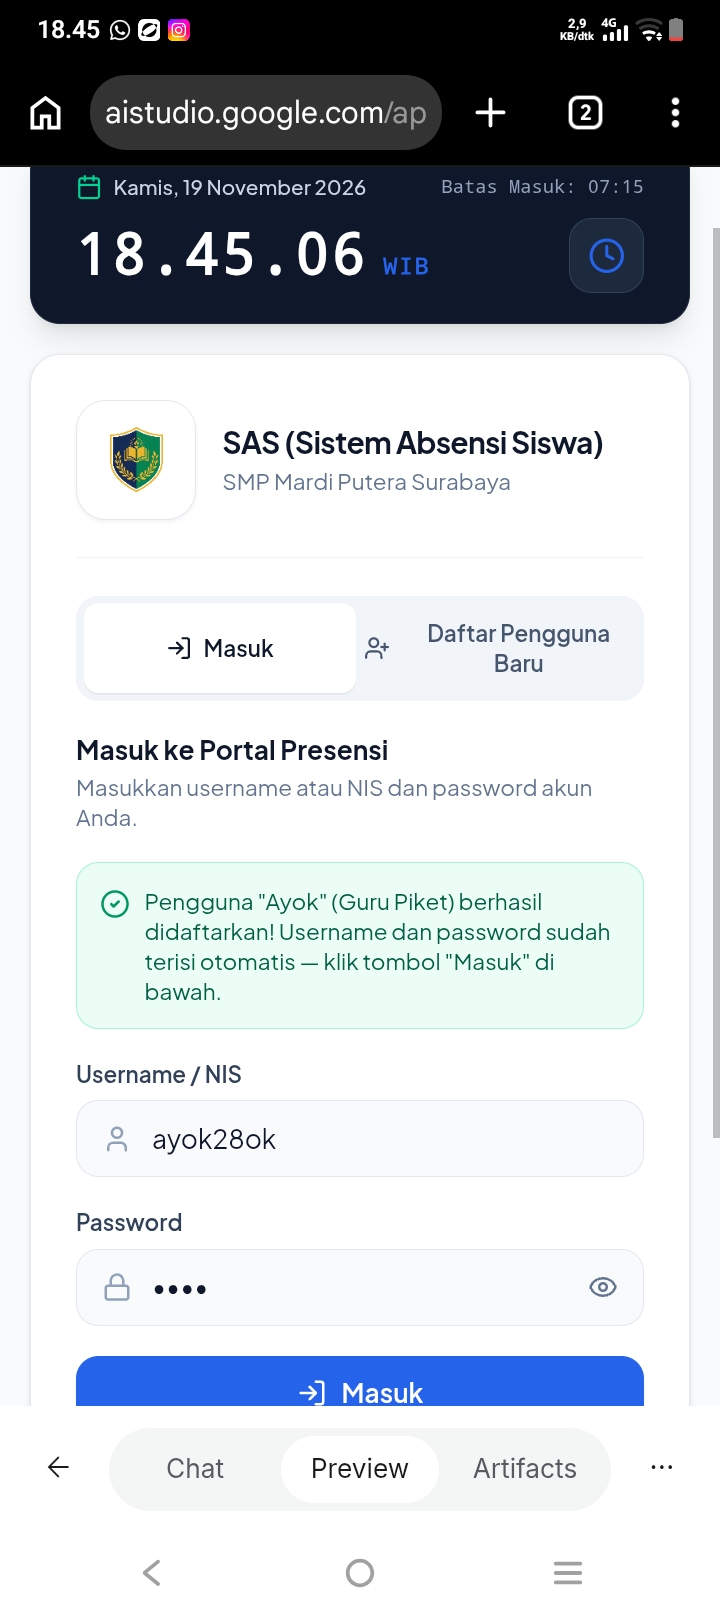 18.45
2,9
KB/dtk
4G
aistudio.google.com/ap
2
Kamis, 19 November 2026
Batas Masuk: 07:15
18.45.06 WIB
SAS (Sistem Absensi Siswa)
SMP Mardi Putera Surabaya
Masuk
Daftar Pengguna
Baru
Masuk ke Portal Presensi
Masukkan username atau NIS dan password akun
Anda.
Pengguna "Ayok" (Guru Piket) berhasil
didaftarkan! Username dan password sudah
terisi otomatis — klik tombol "Masuk" di
bawah.
Username / NIS
ayok28ok
Password
••••
Masuk
Chat
Preview
Artifacts